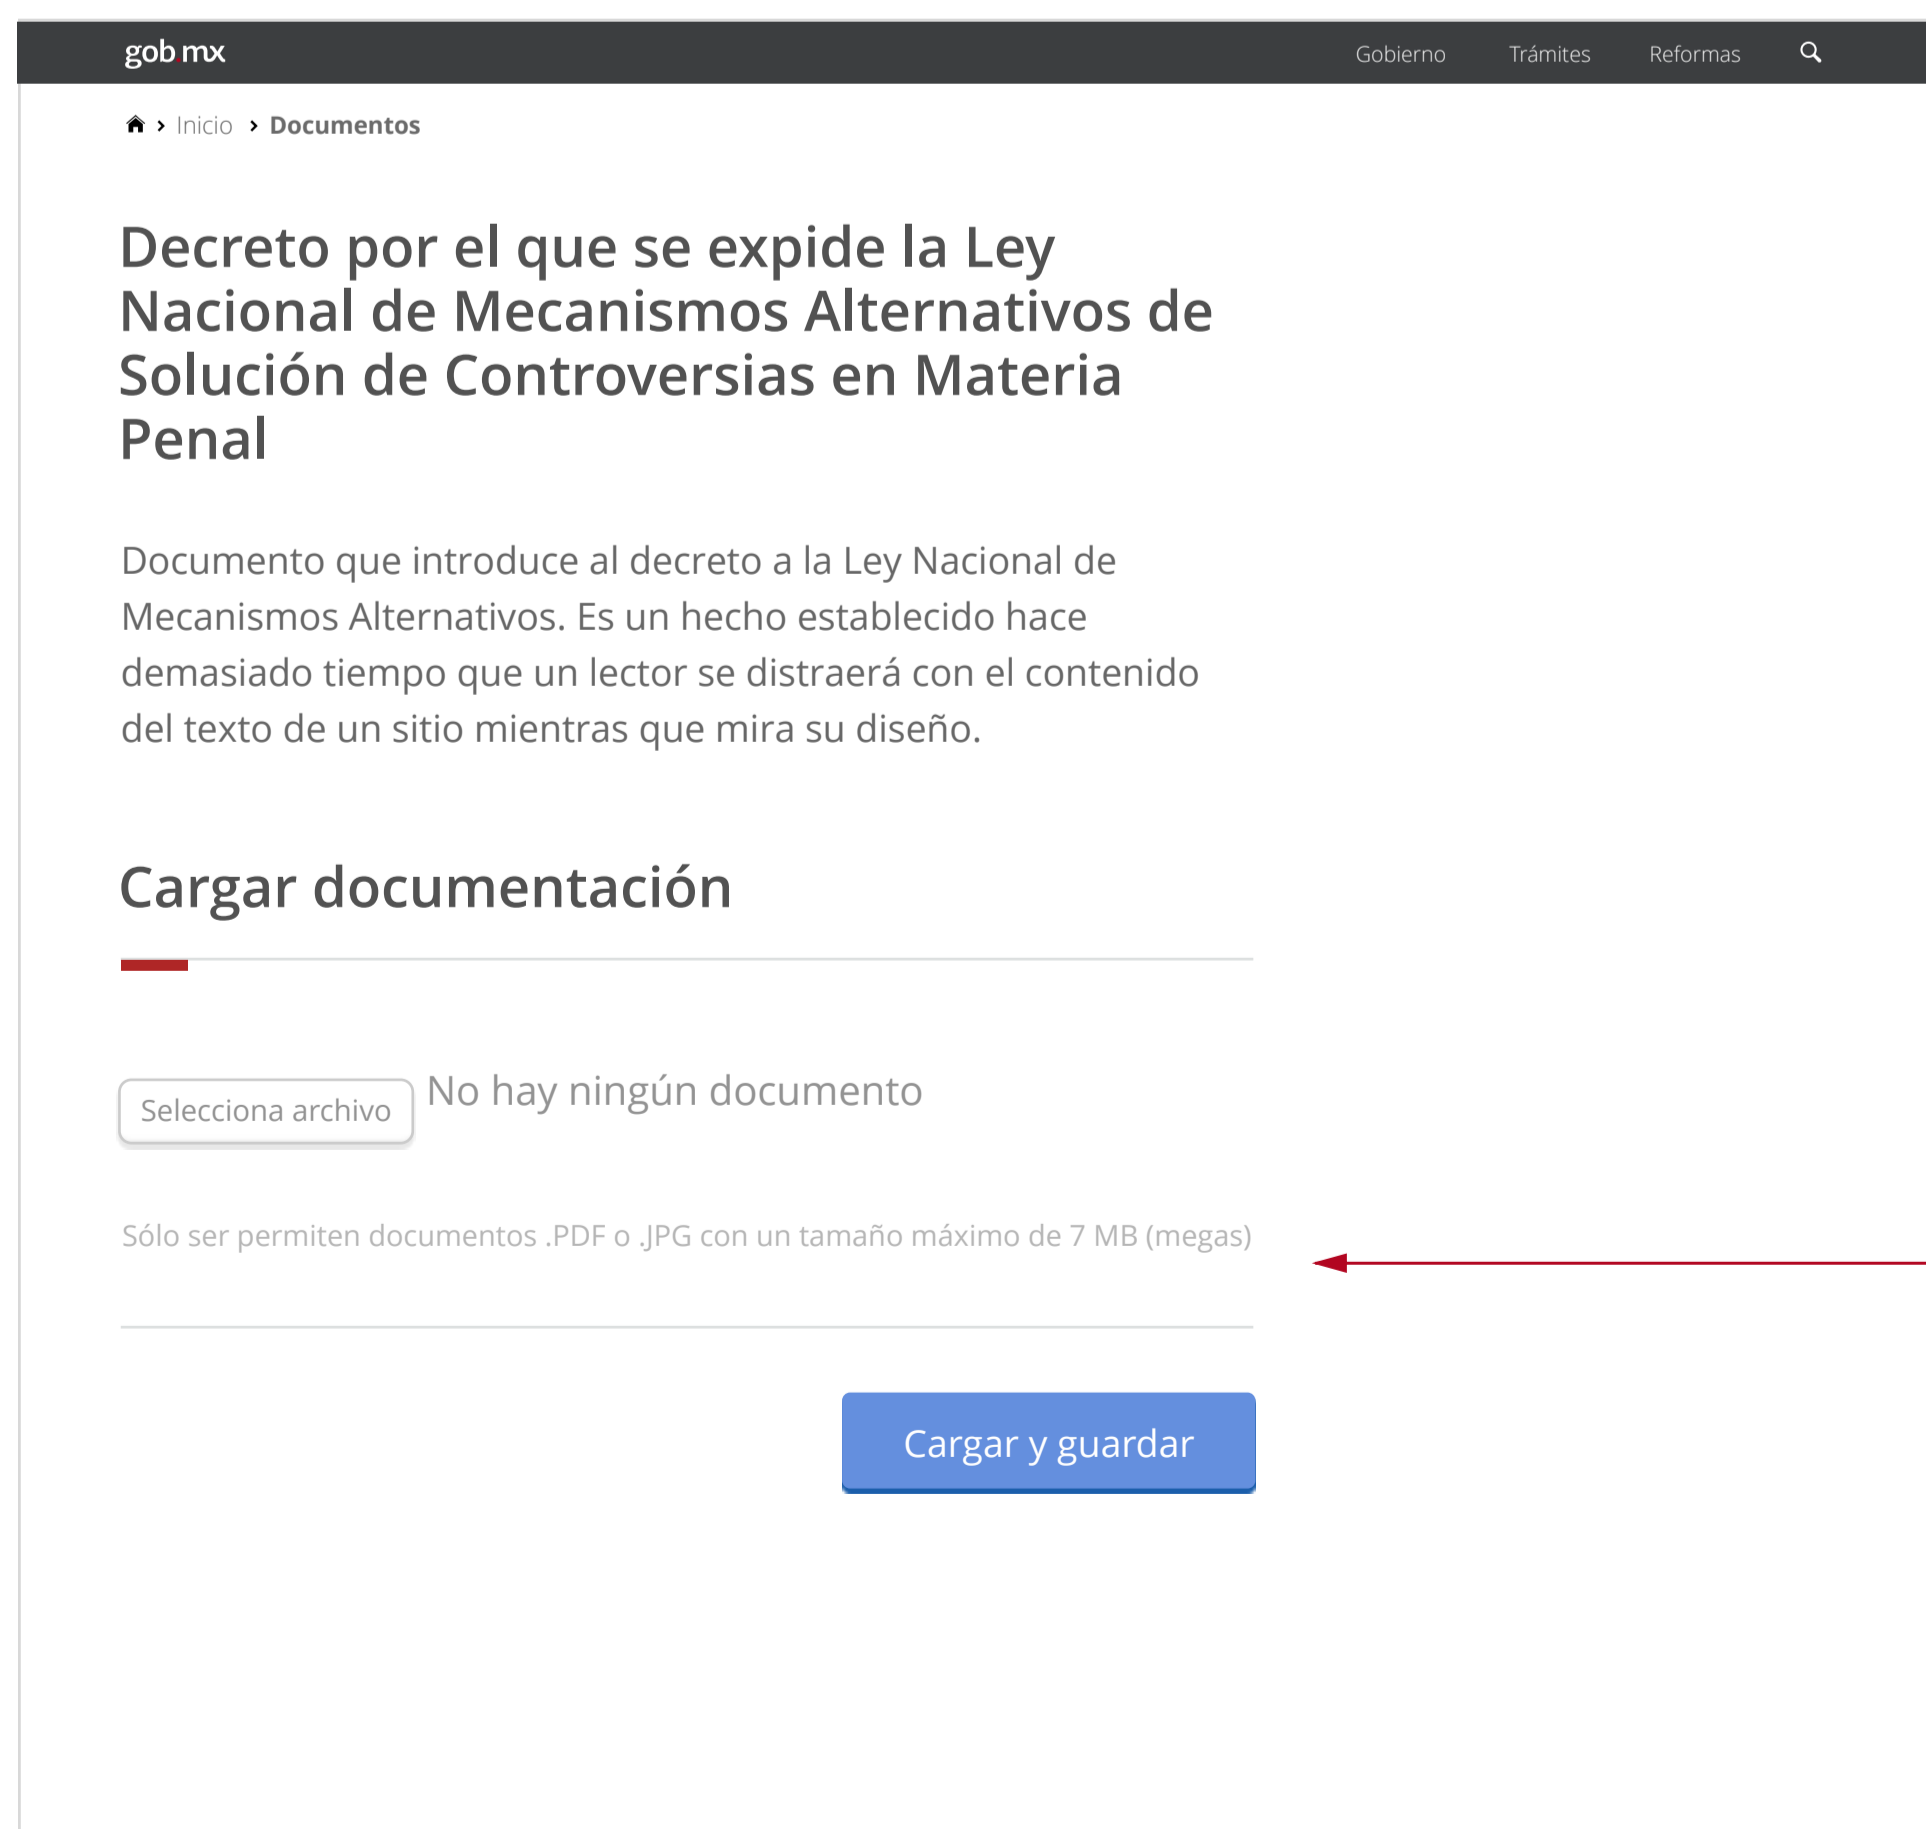 gob.mx
Gobierno Trámites Reformas
Inicio Documentos
Decreto por el que se expide la Ley
Nacional de Mecanismos Alternativos de
Solución de Controversias en Materia
Penal
Documento que introduce al decreto a la Ley Nacional de
Mecanismos Alternativos. Es un hecho establecido hace
demasiado tiempo que un lector se distraerá con el contenido
del texto de un sitio mientras que mira su diseño.
Cargar documentación
Selecciona archivo No hay ningún documento
Sólo ser permiten documentos .PDF o .JPG con un tamaño máximo de 7 MB (megas)
Cargar y guardar